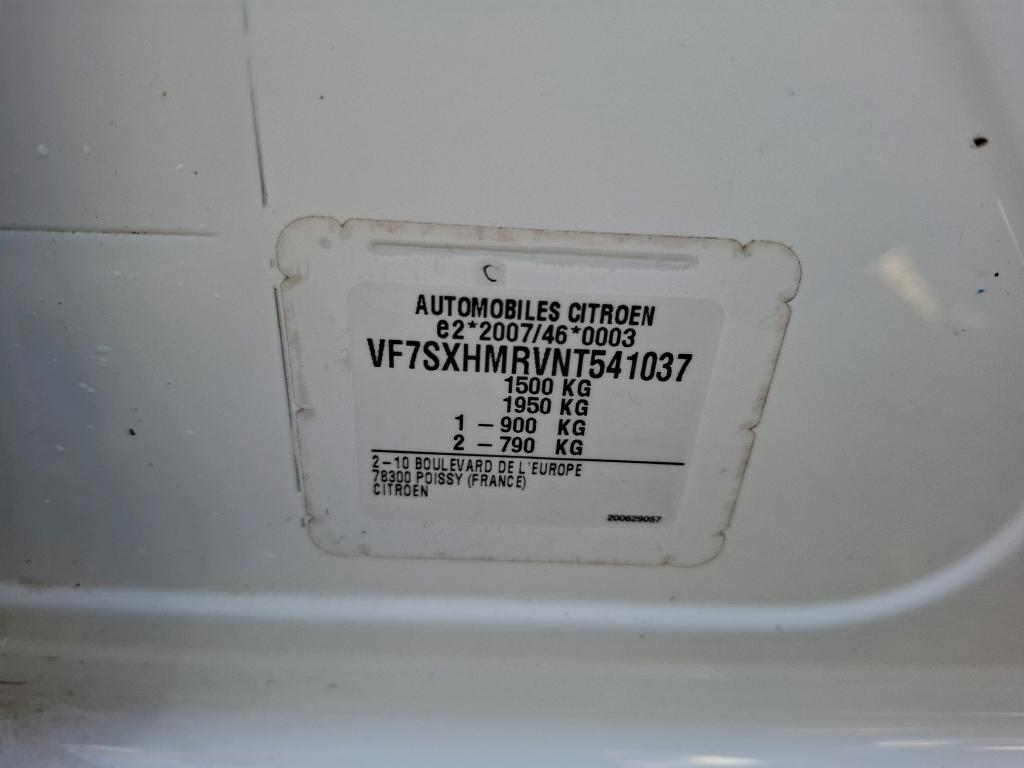 AUTOMOBILES CITROEN
e2*2007/46*0003
VF7SXHMRVNT541037
1500 KG
1950 KG
1 – 900 KG
2 – 790 KG
2–10 BOULEVARD DE L'EUROPE
78300 POISSY (FRANCE)
CITROEN
200629057